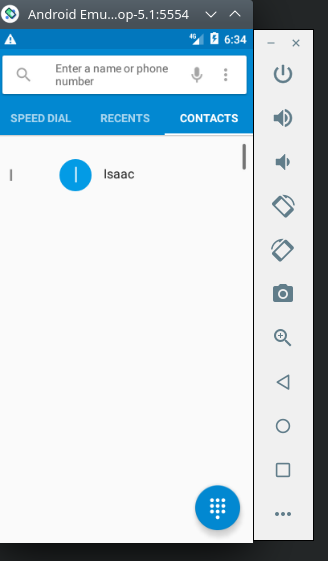 Android Emu...op-5.1:5554
4G 6:34
Enter a name or phone
number
SPEED DIAL RECENTS CONTACTS
I I Isaac